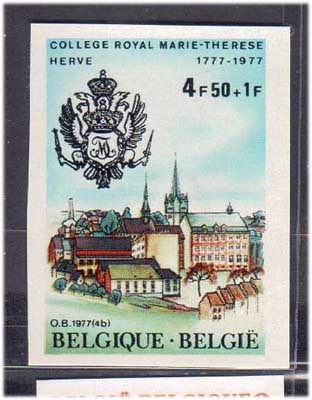 COLLEGE ROYAL MARIE-THERESE
HERVE 1777-1977
4F50+1F
O.B.1977(4b)
BELGIQUE · BELGIË